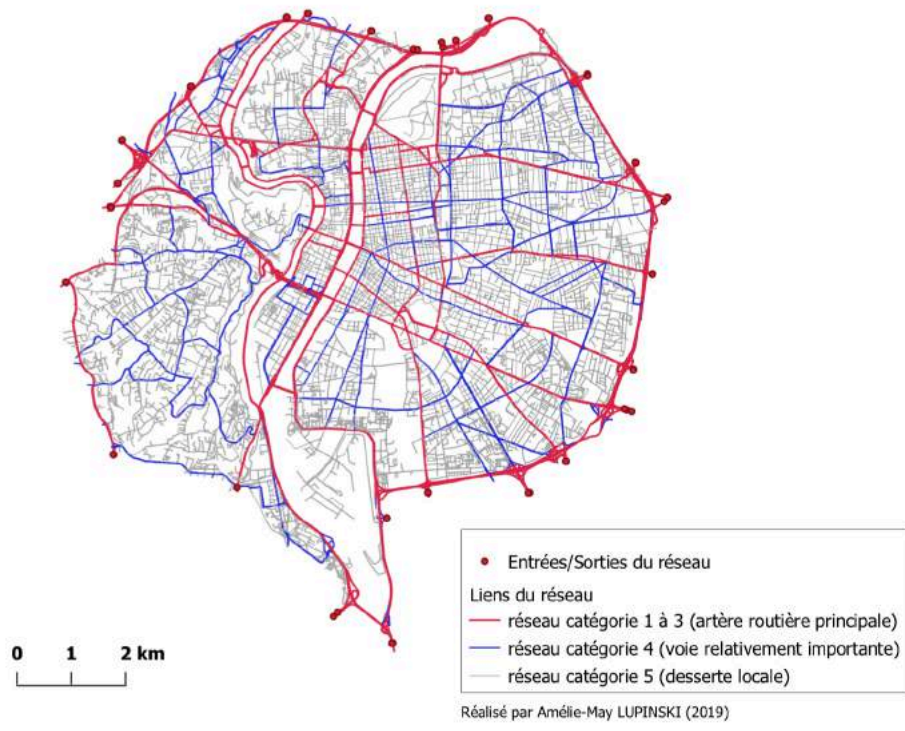 0 1 2 km
Entrées/Sorties du réseau
Liens du réseau
réseau catégorie 1 à 3 (artère routière principale)
réseau catégorie 4 (voie relativement importante)
réseau catégorie 5 (desserte locale)
Réalisé par Amélie-May LUPINSKI (2019)